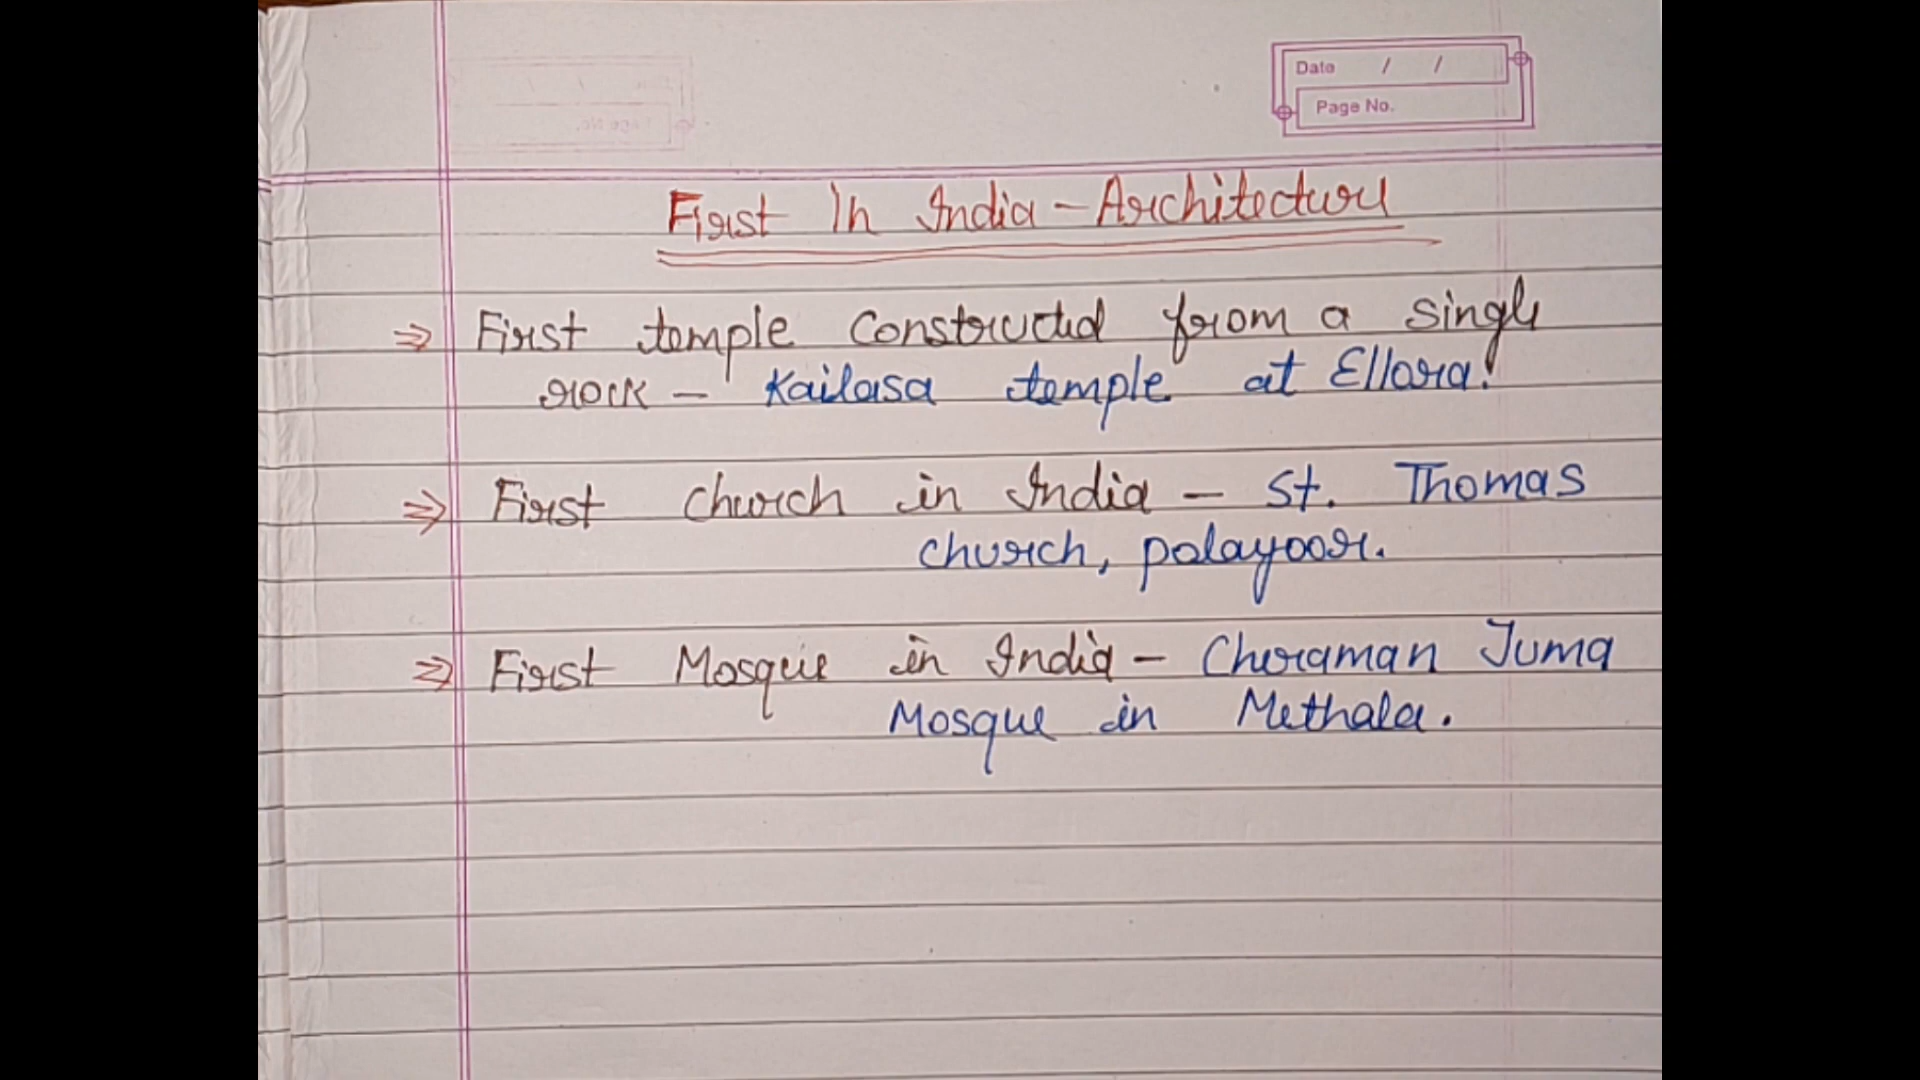 Date / /
Page No.
First In India - Architecture
⇒ First temple Constructed from a single
rock - Kailasa temple at Ellora.
⇒ First church in India - St. Thomas
church, palayoor.
⇒ First Mosque in India - Cheraman Juma
Mosque in Methala.